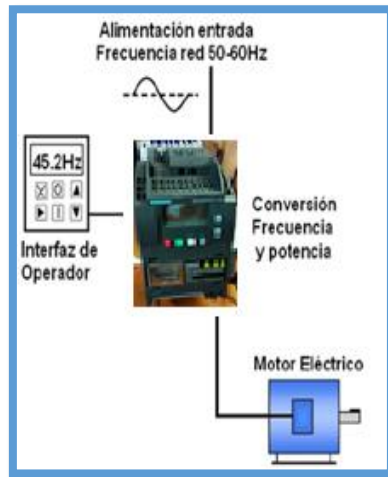 Alimentación entrada
Frecuencia red 50-60Hz
45.2Hz
Interfaz de
Operador
Conversión
Frecuencia
y potencia
Motor Eléctrico